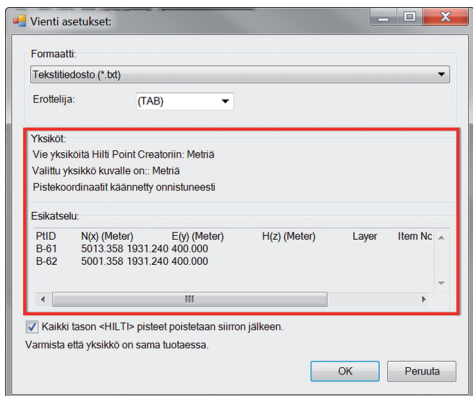 Vienti asetukset:
Formaatti:
Tekstitiedosto (*.txt)
Erottelija: (TAB)
Yksiköt:
Vie yksiköitä Hilti Point Creatoriin: Metriä
Valittu yksikkö kuvalle on:: Metriä
Pistekoordinaatit käännetty onnistuneesti
Esikatselu:
PtID N(x) (Meter) E(y) (Meter) H(z) (Meter) Layer Item No
B-61 5013.358 1931.240 400.000
B-62 5001.358 1931.240 400.000
Kaikki tason <HILTI> pisteet poistetaan siirron jälkeen.
Varmista että yksikkö on sama tuotaessa.
OK Peruuta